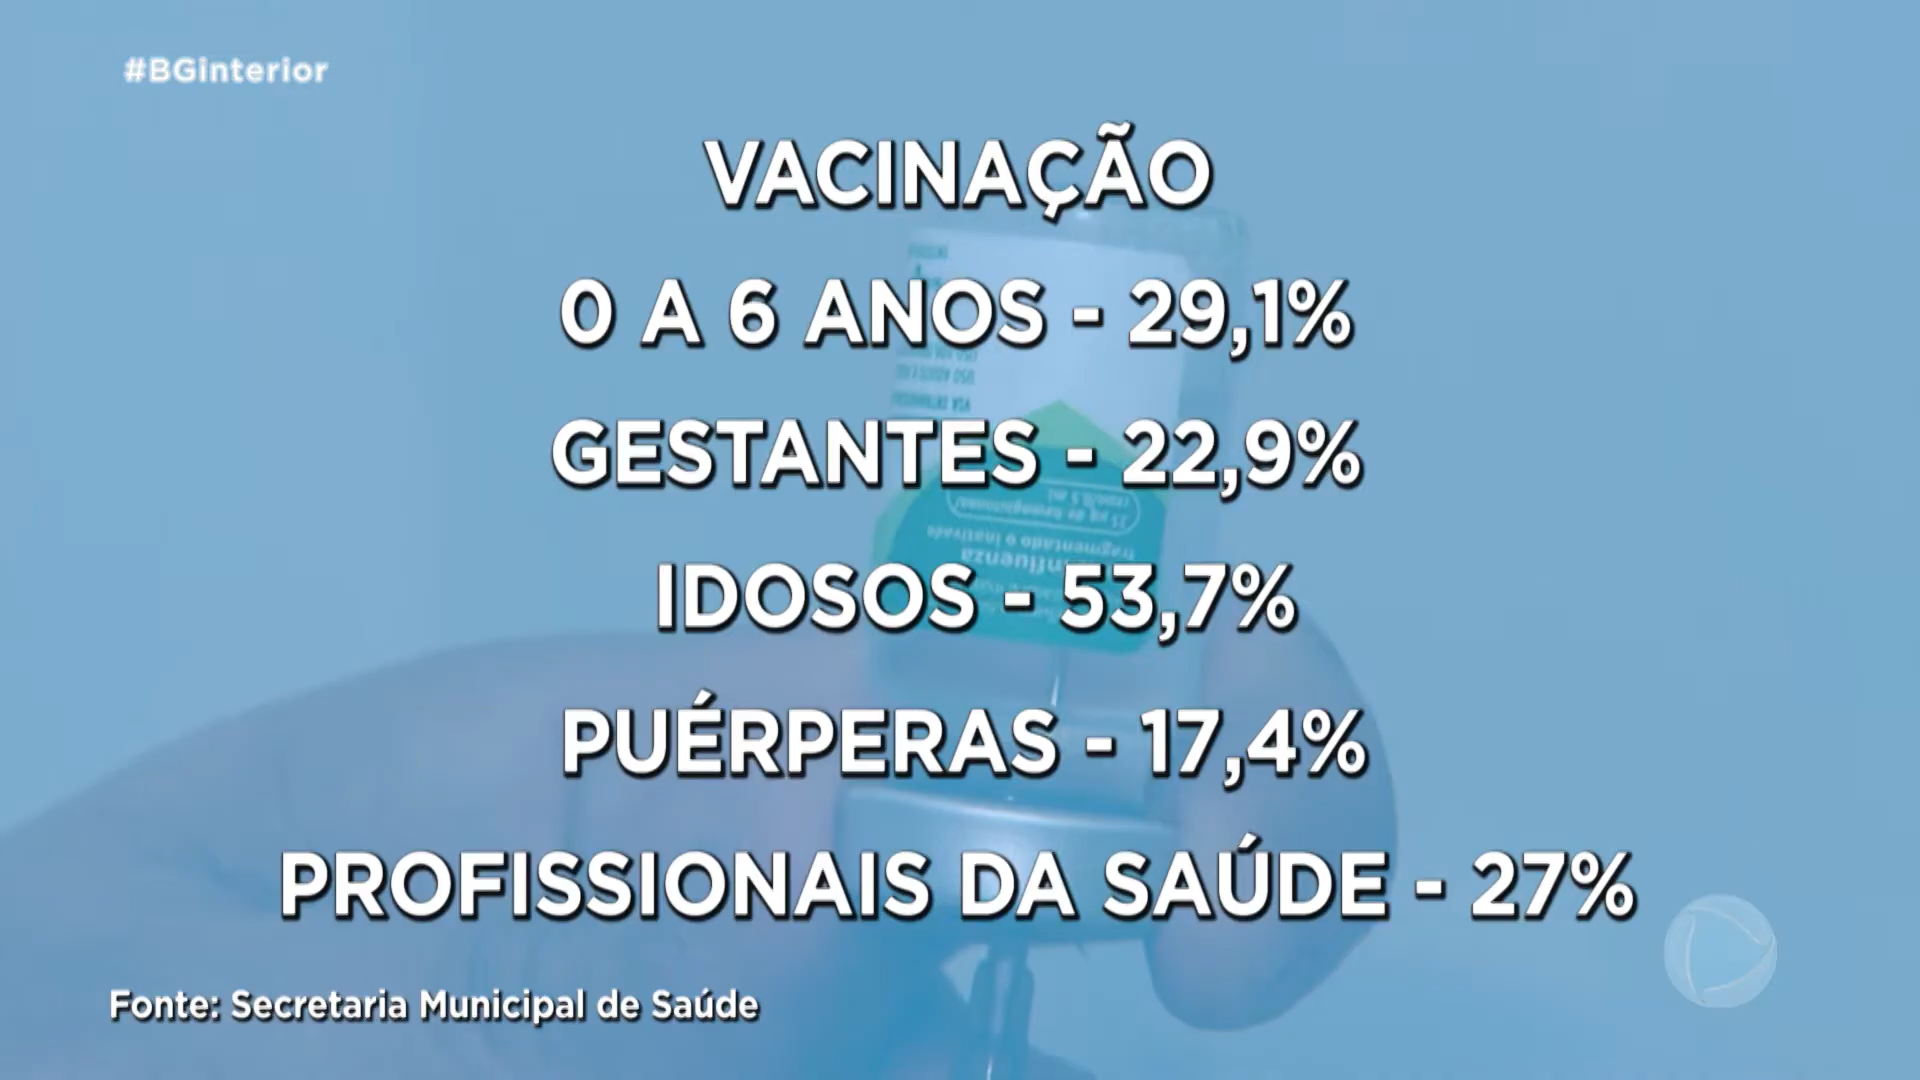 #BGinterior
VACINAÇÃO
0 A 6 ANOS - 29,1%
GESTANTES - 22,9%
IDOSOS - 53,7%
PUÉRPERAS - 17,4%
PROFISSIONAIS DA SAÚDE - 27%
Fonte: Secretaria Municipal de Saúde